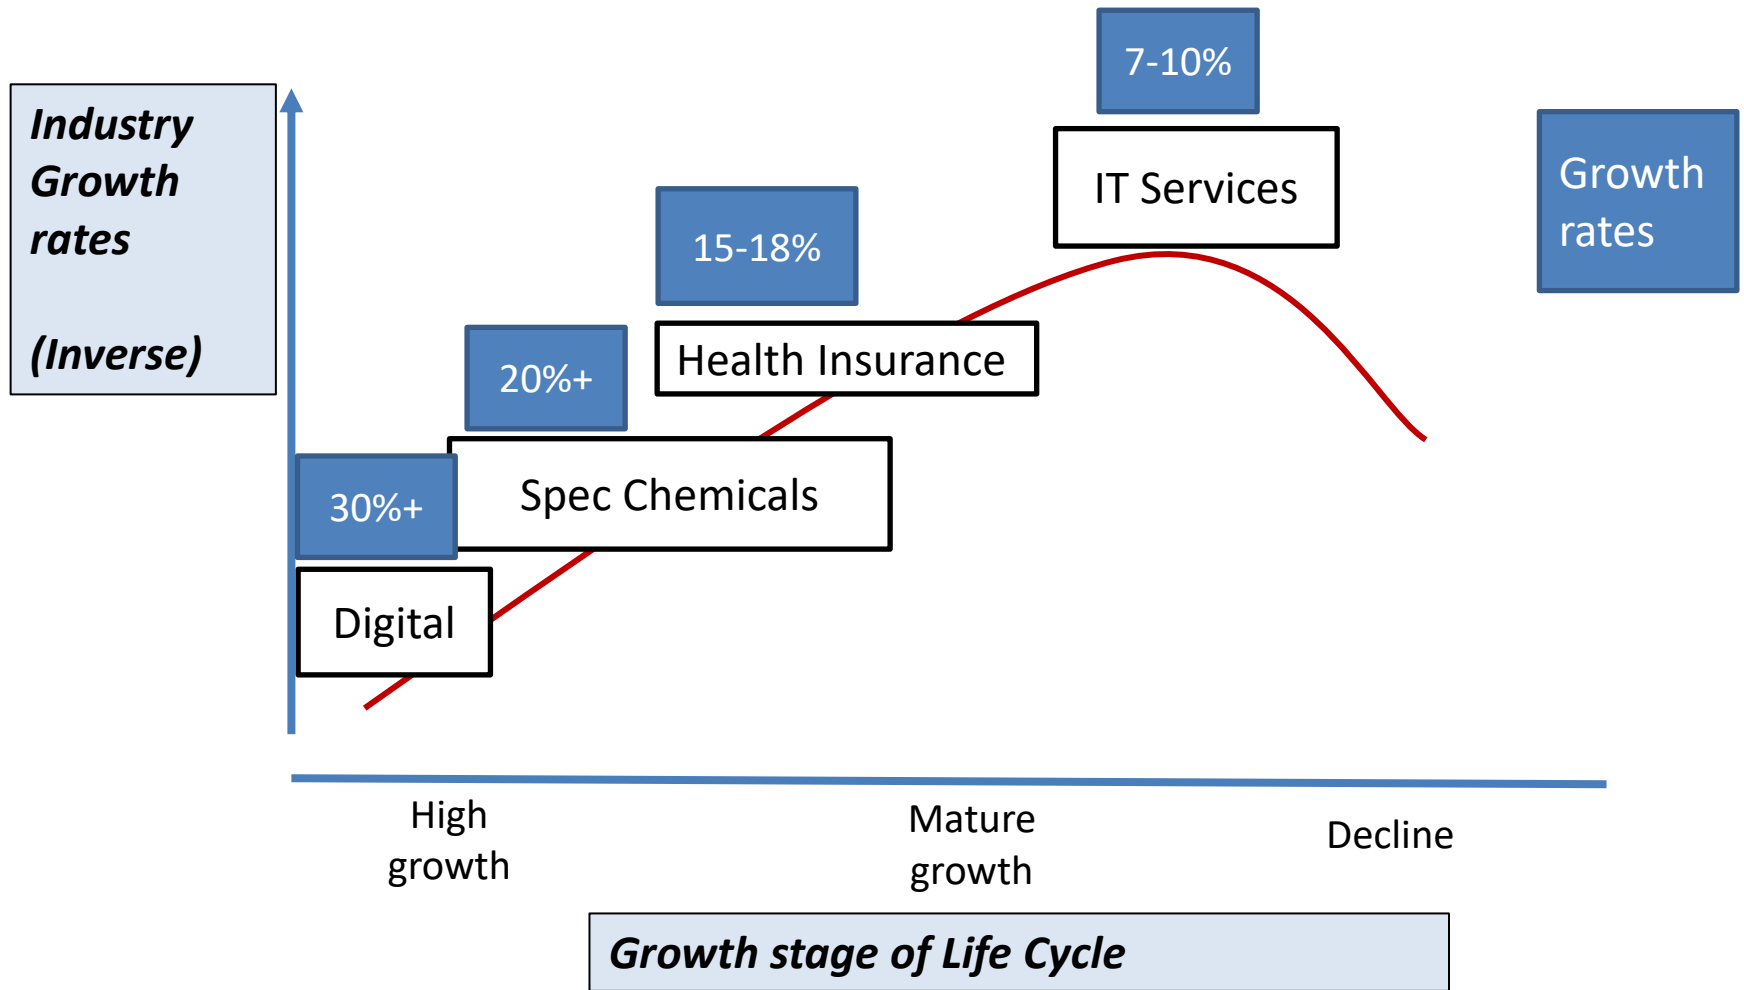 Industry
Growth
rates
(Inverse)
7-10%
IT Services
Growth
rates
15-18%
Health Insurance
20%+
Spec Chemicals
30%+
Digital
High
growth
Mature
growth
Decline
Growth stage of Life Cycle